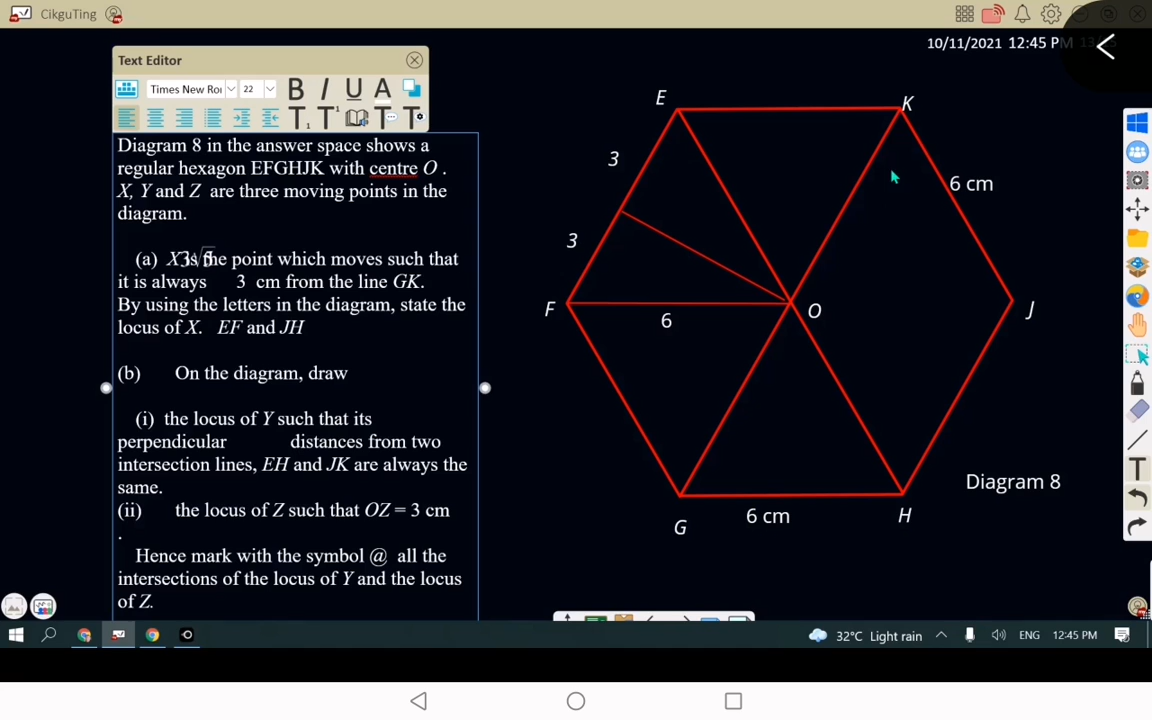 CikguTing
10/11/2021 12:45 PM
Text Editor
Times New Roi 22
B I U A
Diagram 8 in the answer space shows a
regular hexagon EFGHJK with centre O .
X, Y and Z are three moving points in the
diagram.
(a) X is the point which moves such that
it is always 3 cm from the line GK.
By using the letters in the diagram, state the
locus of X. EF and JH
(b) On the diagram, draw
(i) the locus of Y such that its
perpendicular distances from two
intersection lines, EH and JK are always the
same.
(ii) the locus of Z such that OZ = 3 cm
.
Hence mark with the symbol @ all the
intersections of the locus of Y and the locus
of Z.
E
K
3
6 cm
3
F
6
O
J
Diagram 8
6 cm
G
H
32°C Light rain
ENG 12:45 PM